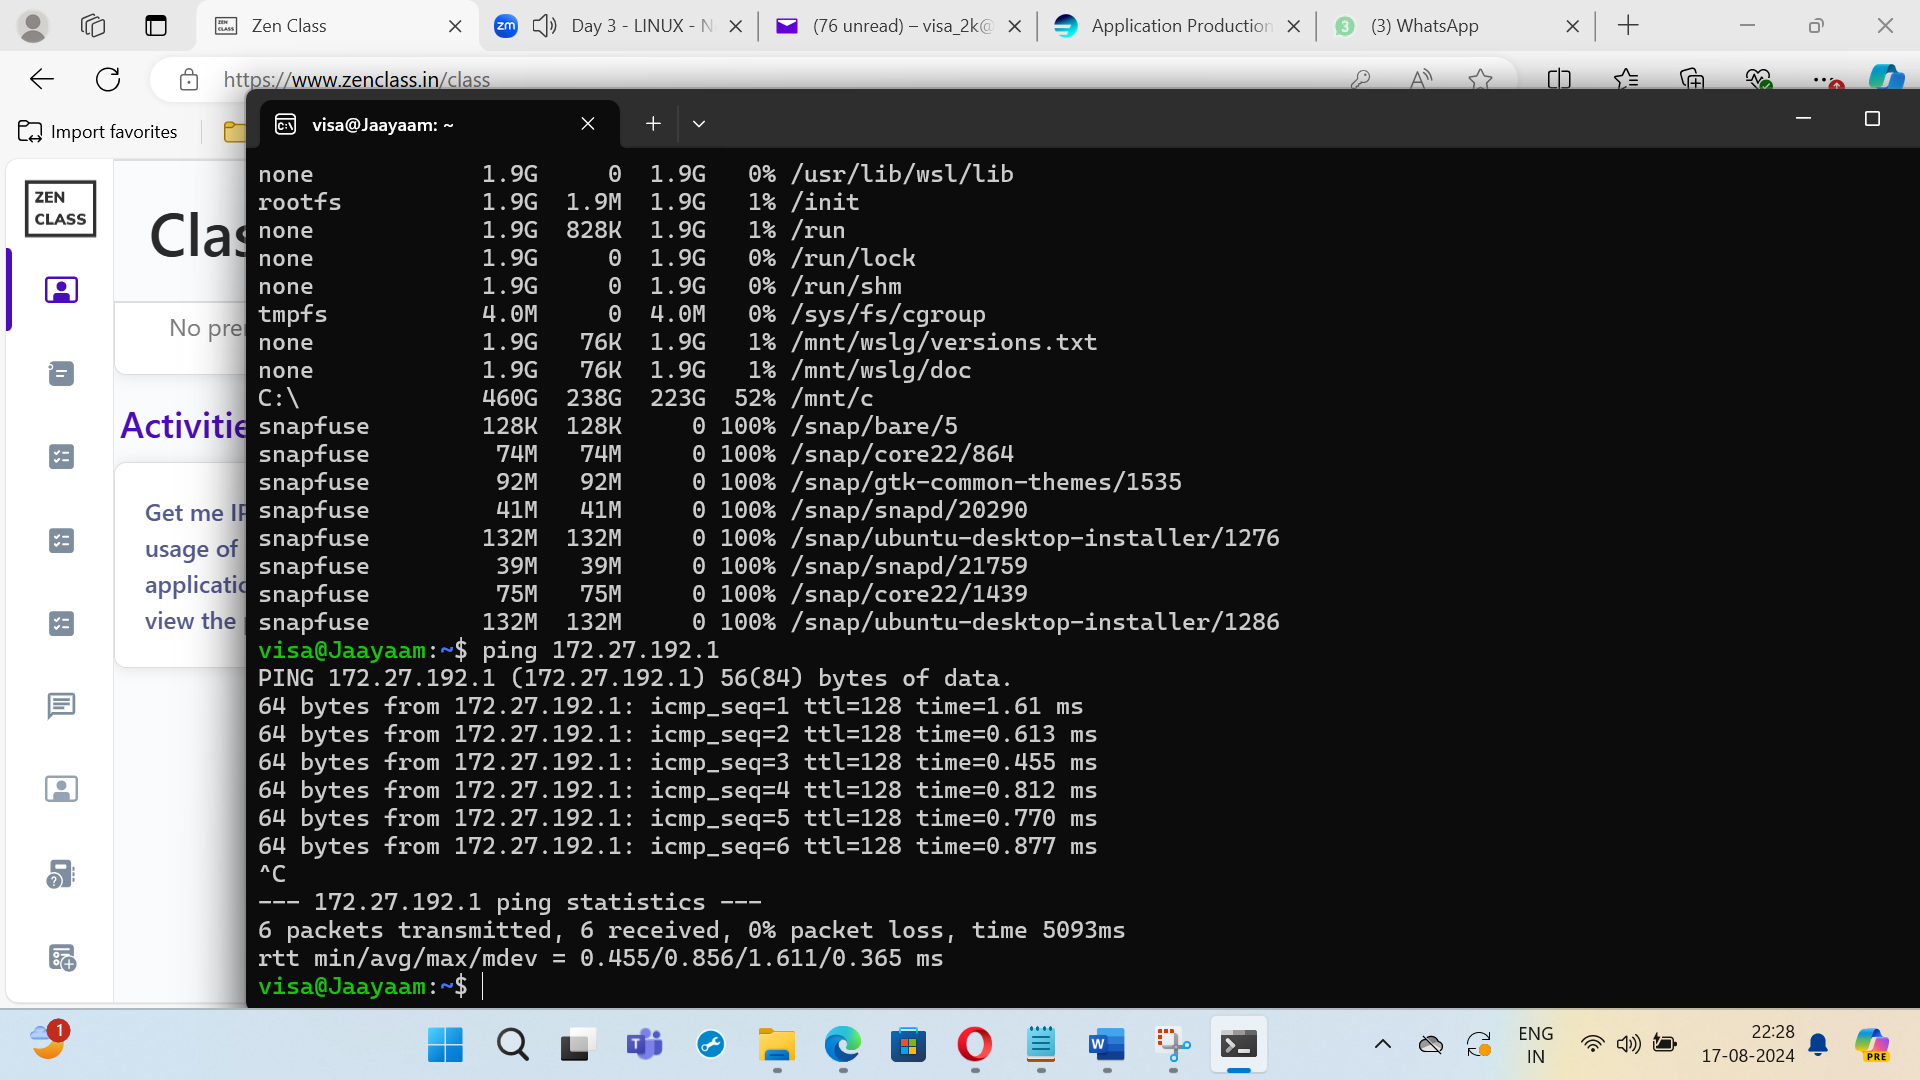 Zen Class
Day 3 - LINUX - N
(76 unread) – visa_2k@
Application Production
(3) WhatsApp
https://www.zenclass.in/class
Import favorites
visa@Jaayaam: ~
ZEN
CLASS
Clas
No pre
Activitie
Get me IP
usage of
applicatio
view the p
none 1.9G 0 1.9G 0% /usr/lib/wsl/lib
rootfs 1.9G 1.9M 1.9G 1% /init
none 1.9G 828K 1.9G 1% /run
none 1.9G 0 1.9G 0% /run/lock
none 1.9G 0 1.9G 0% /run/shm
tmpfs 4.0M 0 4.0M 0% /sys/fs/cgroup
none 1.9G 76K 1.9G 1% /mnt/wslg/versions.txt
none 1.9G 76K 1.9G 1% /mnt/wslg/doc
C:\ 460G 238G 223G 52% /mnt/c
snapfuse 128K 128K 0 100% /snap/bare/5
snapfuse 74M 74M 0 100% /snap/core22/864
snapfuse 92M 92M 0 100% /snap/gtk-common-themes/1535
snapfuse 41M 41M 0 100% /snap/snapd/20290
snapfuse 132M 132M 0 100% /snap/ubuntu-desktop-installer/1276
snapfuse 39M 39M 0 100% /snap/snapd/21759
snapfuse 75M 75M 0 100% /snap/core22/1439
snapfuse 132M 132M 0 100% /snap/ubuntu-desktop-installer/1286
visa@Jaayaam:~$ ping 172.27.192.1
PING 172.27.192.1 (172.27.192.1) 56(84) bytes of data.
64 bytes from 172.27.192.1: icmp_seq=1 ttl=128 time=1.61 ms
64 bytes from 172.27.192.1: icmp_seq=2 ttl=128 time=0.613 ms
64 bytes from 172.27.192.1: icmp_seq=3 ttl=128 time=0.455 ms
64 bytes from 172.27.192.1: icmp_seq=4 ttl=128 time=0.812 ms
64 bytes from 172.27.192.1: icmp_seq=5 ttl=128 time=0.770 ms
64 bytes from 172.27.192.1: icmp_seq=6 ttl=128 time=0.877 ms
^C
--- 172.27.192.1 ping statistics ---
6 packets transmitted, 6 received, 0% packet loss, time 5093ms
rtt min/avg/max/mdev = 0.455/0.856/1.611/0.365 ms
visa@Jaayaam:~$
1
ENG
IN
22:28
17-08-2024
PRE